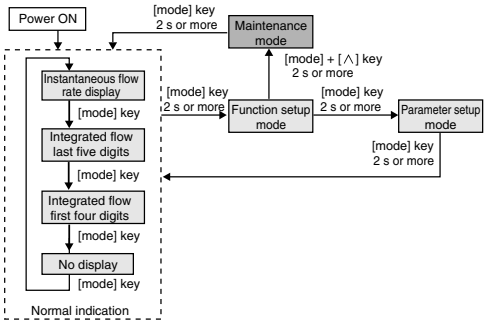 Power ON
[mode] key
2 s or more
Maintenance
mode
[mode] + [∧] key
2 s or more
Instantaneous flow
rate display
[mode] key
Integrated flow
last five digits
[mode] key
Integrated flow
first four digits
[mode] key
No display
[mode] key
Normal indication
[mode] key
2 s or more
Function setup
mode
[mode] key
2 s or more
Parameter setup
mode
[mode] key
2 s or more